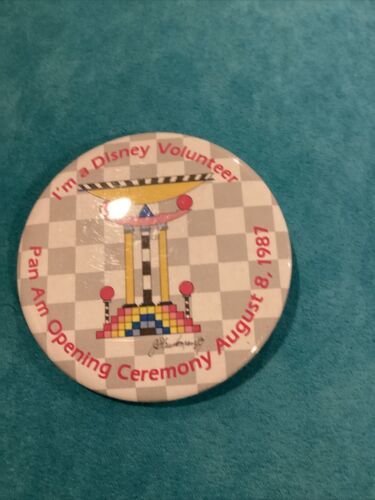 I'm a Disney Volunteer
Pan Am Opening Ceremony August 8, 1987